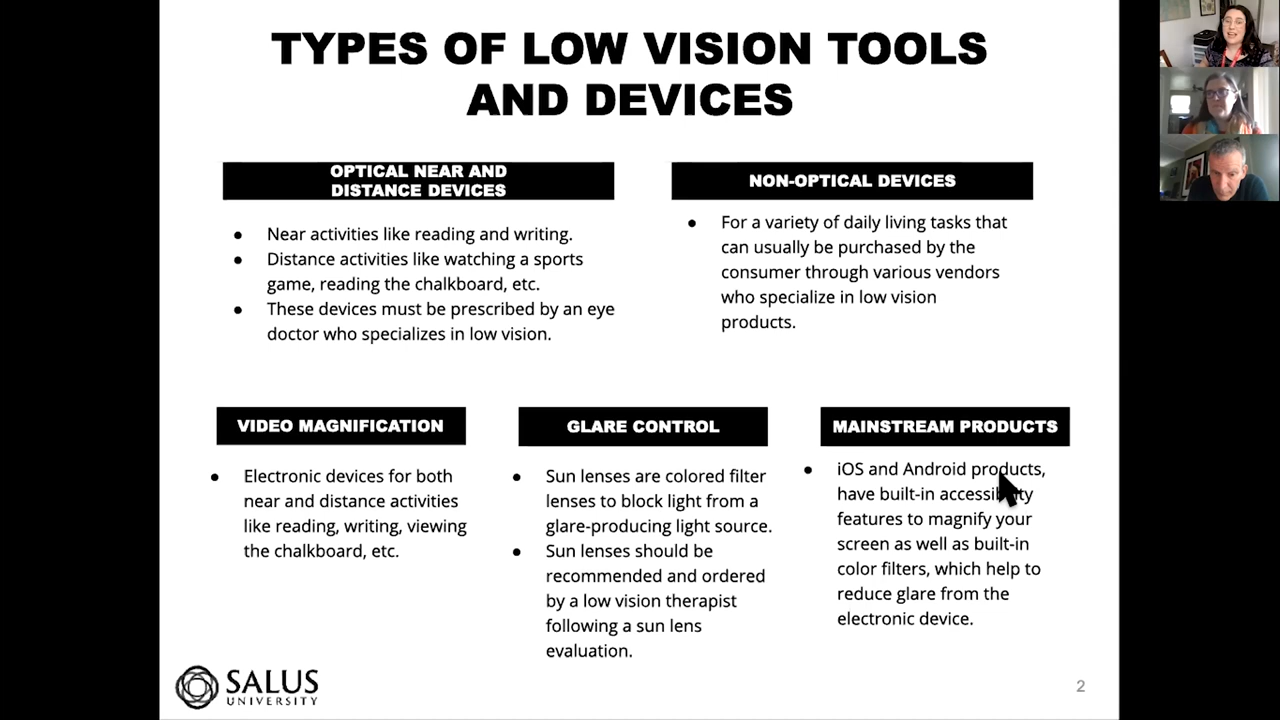 TYPES OF LOW VISION TOOLS
AND DEVICES
OPTICAL NEAR AND
DISTANCE DEVICES
● Near activities like reading and writing.
● Distance activities like watching a sports
game, reading the chalkboard, etc.
● These devices must be prescribed by an eye
doctor who specializes in low vision.
NON-OPTICAL DEVICES
● For a variety of daily living tasks that
can usually be purchased by the
consumer through various vendors
who specialize in low vision
products.
VIDEO MAGNIFICATION
● Electronic devices for both
near and distance activities
like reading, writing, viewing
the chalkboard, etc.
GLARE CONTROL
● Sun lenses are colored filter
lenses to block light from a
glare-producing light source.
● Sun lenses should be
recommended and ordered
by a low vision therapist
following a sun lens
evaluation.
MAINSTREAM PRODUCTS
● iOS and Android products,
have built-in accessibility
features to magnify your
screen as well as built-in
color filters, which help to
reduce glare from the
electronic device.
SALUS
UNIVERSITY
2